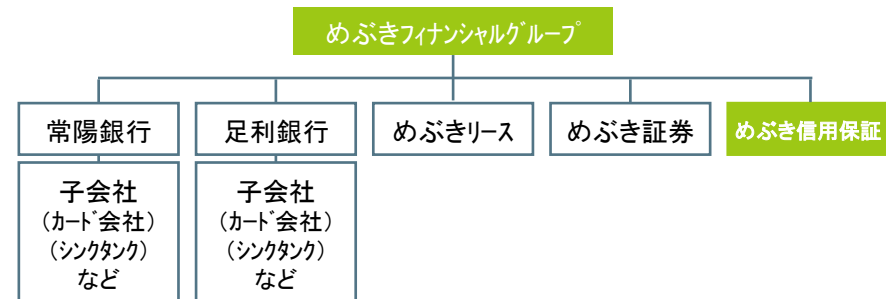 めぶきﾌｨﾅﾝｼｬﾙｸﾞﾙｰﾌﾟ
常陽銀行
足利銀行
めぶきﾘｰｽ
めぶき証券
めぶき信用保証
子会社
（ｶｰﾄﾞ会社）
（ｼﾝｸﾀﾝｸ）
など
子会社
（ｶｰﾄﾞ会社）
（ｼﾝｸﾀﾝｸ）
など